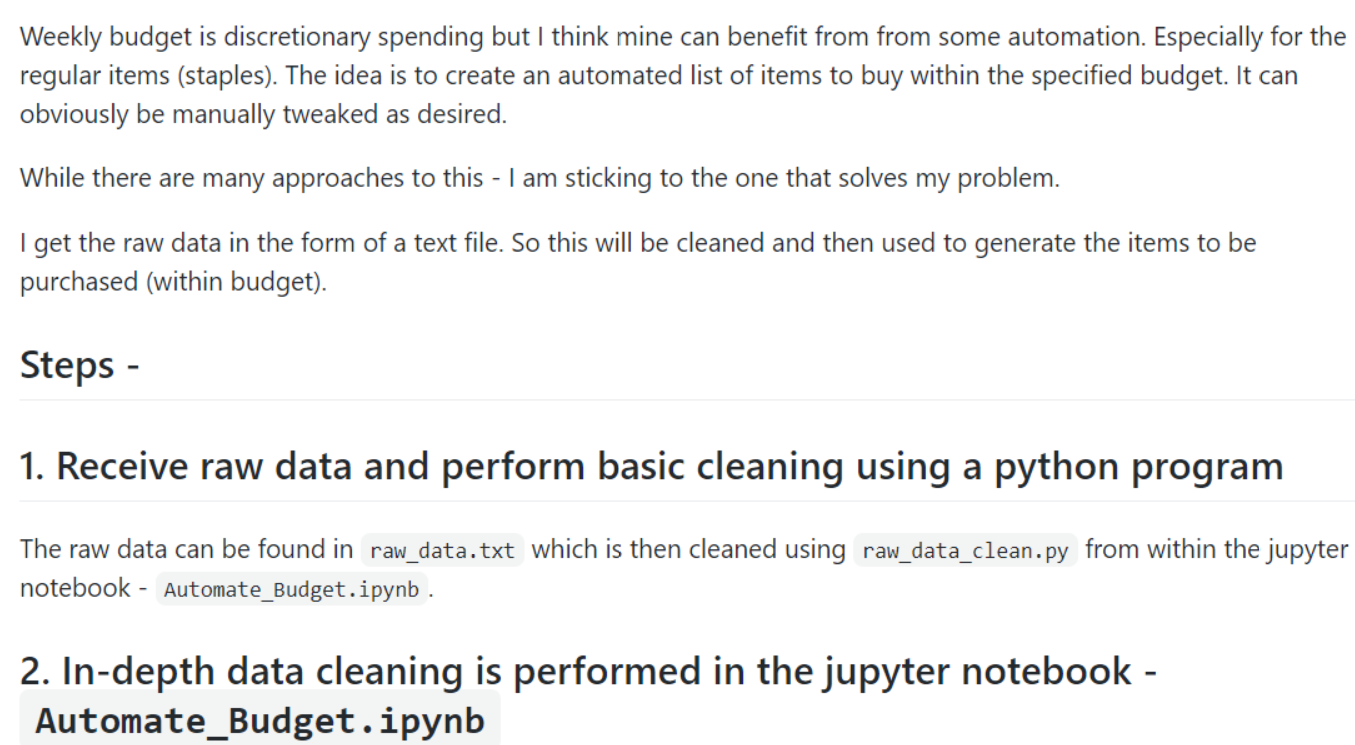 Weekly budget is discretionary spending but I think mine can benefit from from some automation. Especially for the
regular items (staples). The idea is to create an automated list of items to buy within the specified budget. It can
obviously be manually tweaked as desired.
While there are many approaches to this - I am sticking to the one that solves my problem.
I get the raw data in the form of a text file. So this will be cleaned and then used to generate the items to be
purchased (within budget).
Steps -
1. Receive raw data and perform basic cleaning using a python program
The raw data can be found in raw_data.txt which is then cleaned using raw_data_clean.py from within the jupyter
notebook - Automate_Budget.ipynb .
2. In-depth data cleaning is performed in the jupyter notebook -
Automate_Budget.ipynb